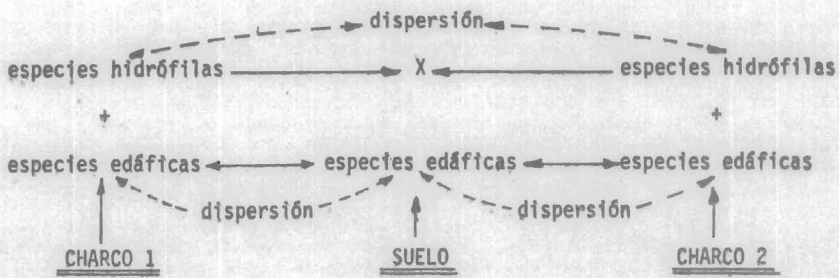 dispersión
especies hidrófilas X especies hidrófilas
+ +
especies edáficas especies edáficas especies edáficas
dispersión dispersión
CHARCO 1 SUELO CHARCO 2